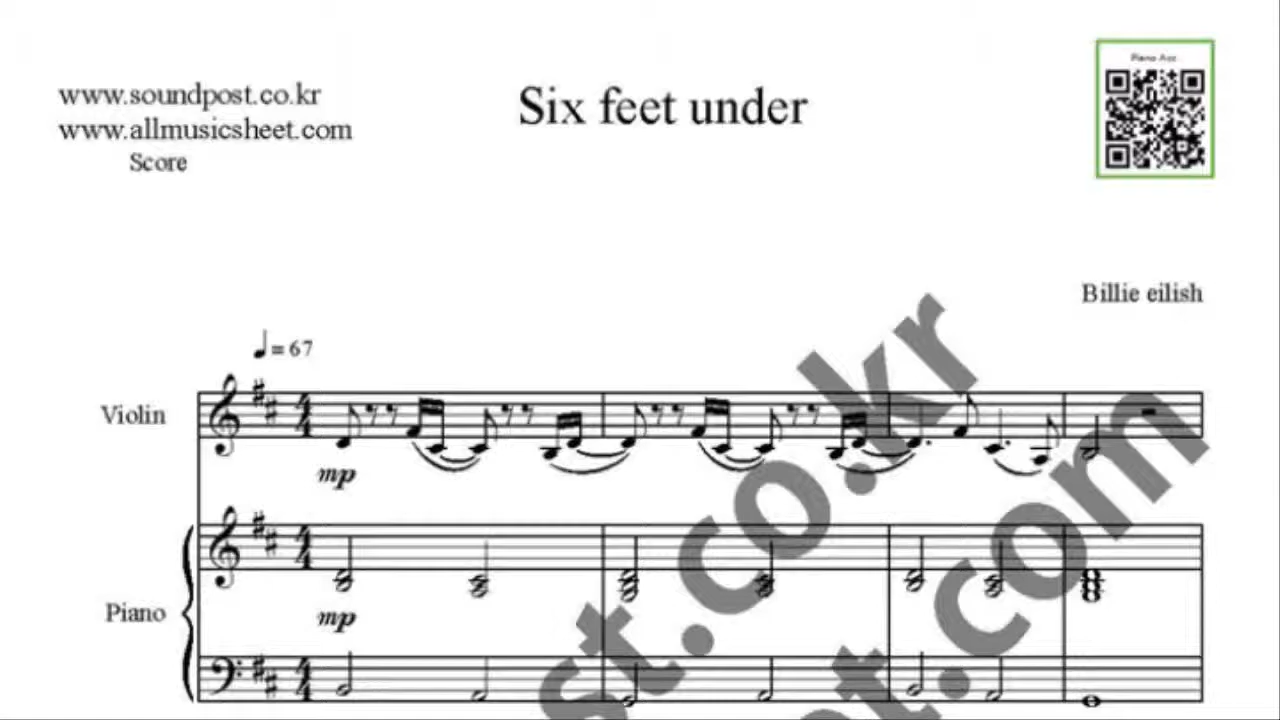 Piano Acc
www.soundpost.co.kr
Six feet under
www.allmusicsheet.com
Score
Billie eilish
= 67
Violin
mp
Piano
mp
st.co.kr
t.com